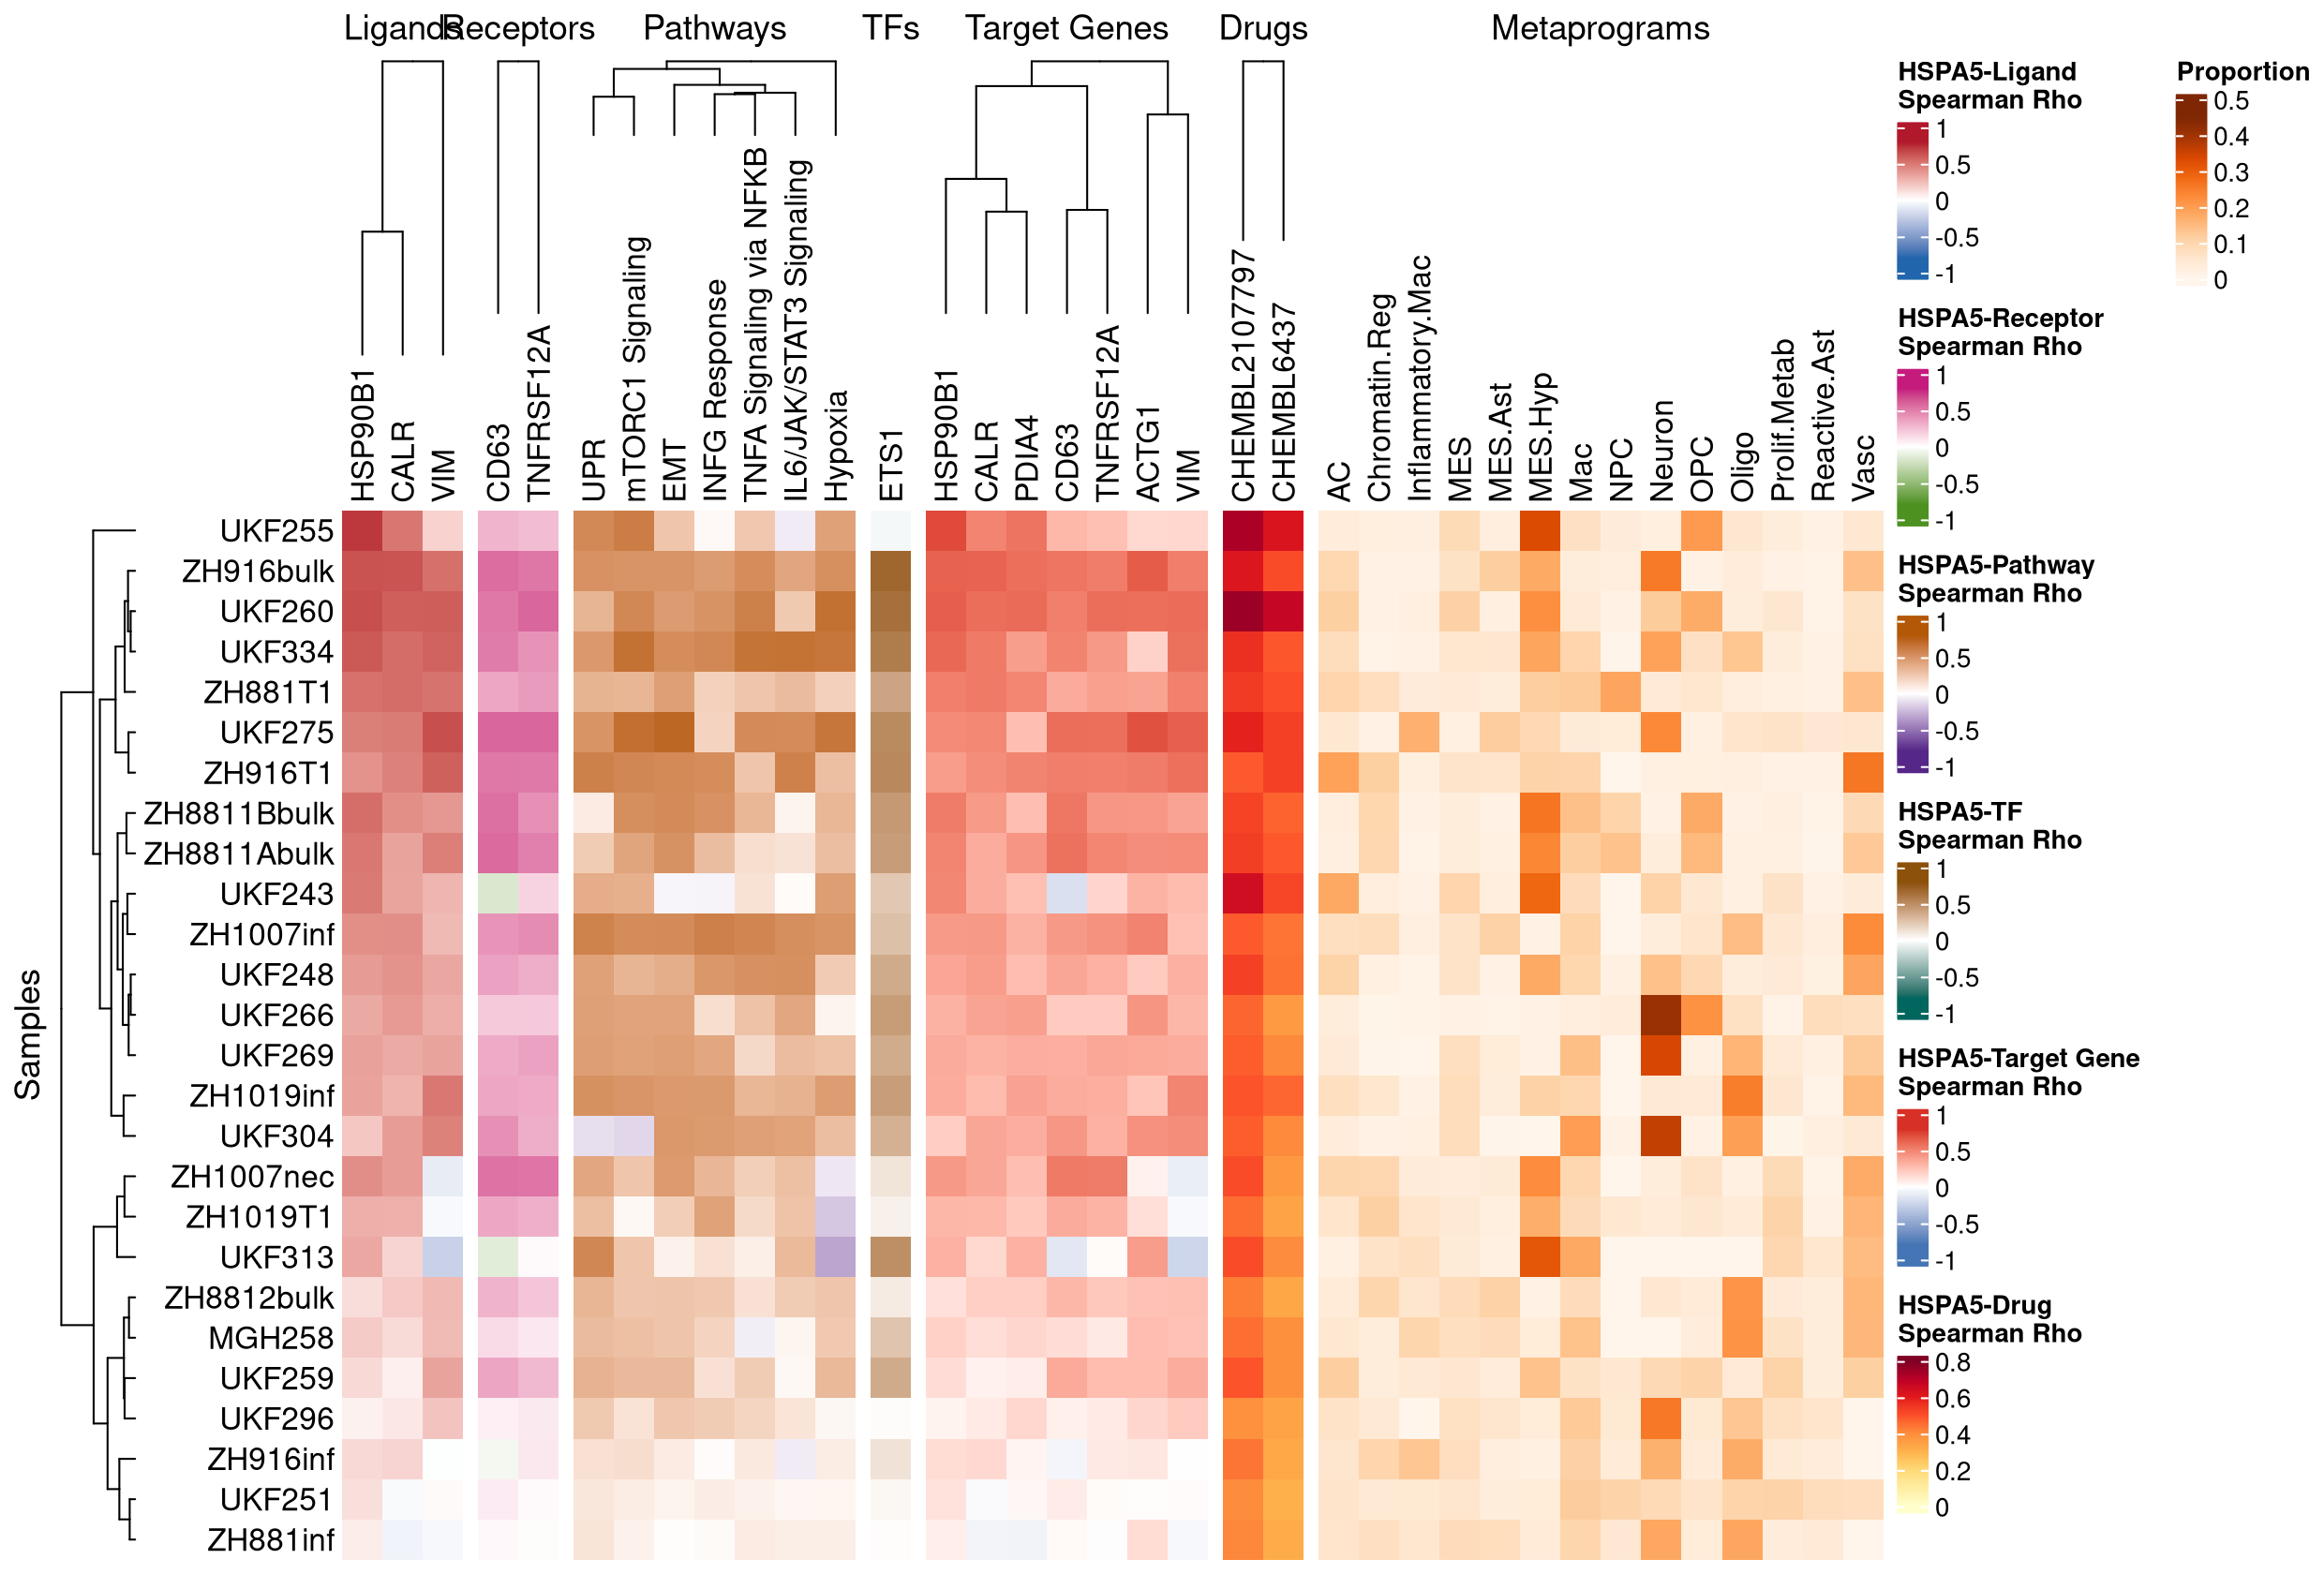 Ligands
Receptors
Pathways
TFs
Target Genes
Drugs
Metaprograms
HSP90B1
CALR
VIM
CD63
TNFRSF12A
UPR
mTORC1 Signaling
EMT
INFG Response
TNFA Signaling via NFKB
IL6/JAK/STAT3 Signaling
Hypoxia
ETS1
HSP90B1
CALR
PDIA4
CD63
TNFRSF12A
ACTG1
VIM
CHEMBL2107797
CHEMBL6437
AC
Chromatin.Reg
Inflammatory.Mac
MES
MES.Ast
MES.Hyp
Mac
NPC
Neuron
OPC
Oligo
Prolif.Metab
Reactive.Ast
Vasc
Samples
UKF255
ZH916bulk
UKF260
UKF334
ZH881T1
UKF275
ZH916T1
ZH8811Bbulk
ZH8811Abulk
UKF243
ZH1007inf
UKF248
UKF266
UKF269
ZH1019inf
UKF304
ZH1007nec
ZH1019T1
UKF313
ZH8812bulk
MGH258
UKF259
UKF296
ZH916inf
UKF251
ZH881inf
HSPA5-Ligand
Spearman Rho
1
0.5
0
-0.5
-1
HSPA5-Receptor
Spearman Rho
1
0.5
0
-0.5
-1
HSPA5-Pathway
Spearman Rho
1
0.5
0
-0.5
-1
HSPA5-TF
Spearman Rho
1
0.5
0
-0.5
-1
HSPA5-Target Gene
Spearman Rho
1
0.5
0
-0.5
-1
HSPA5-Drug
Spearman Rho
0.8
0.6
0.4
0.2
0
Proportion
0.5
0.4
0.3
0.2
0.1
0